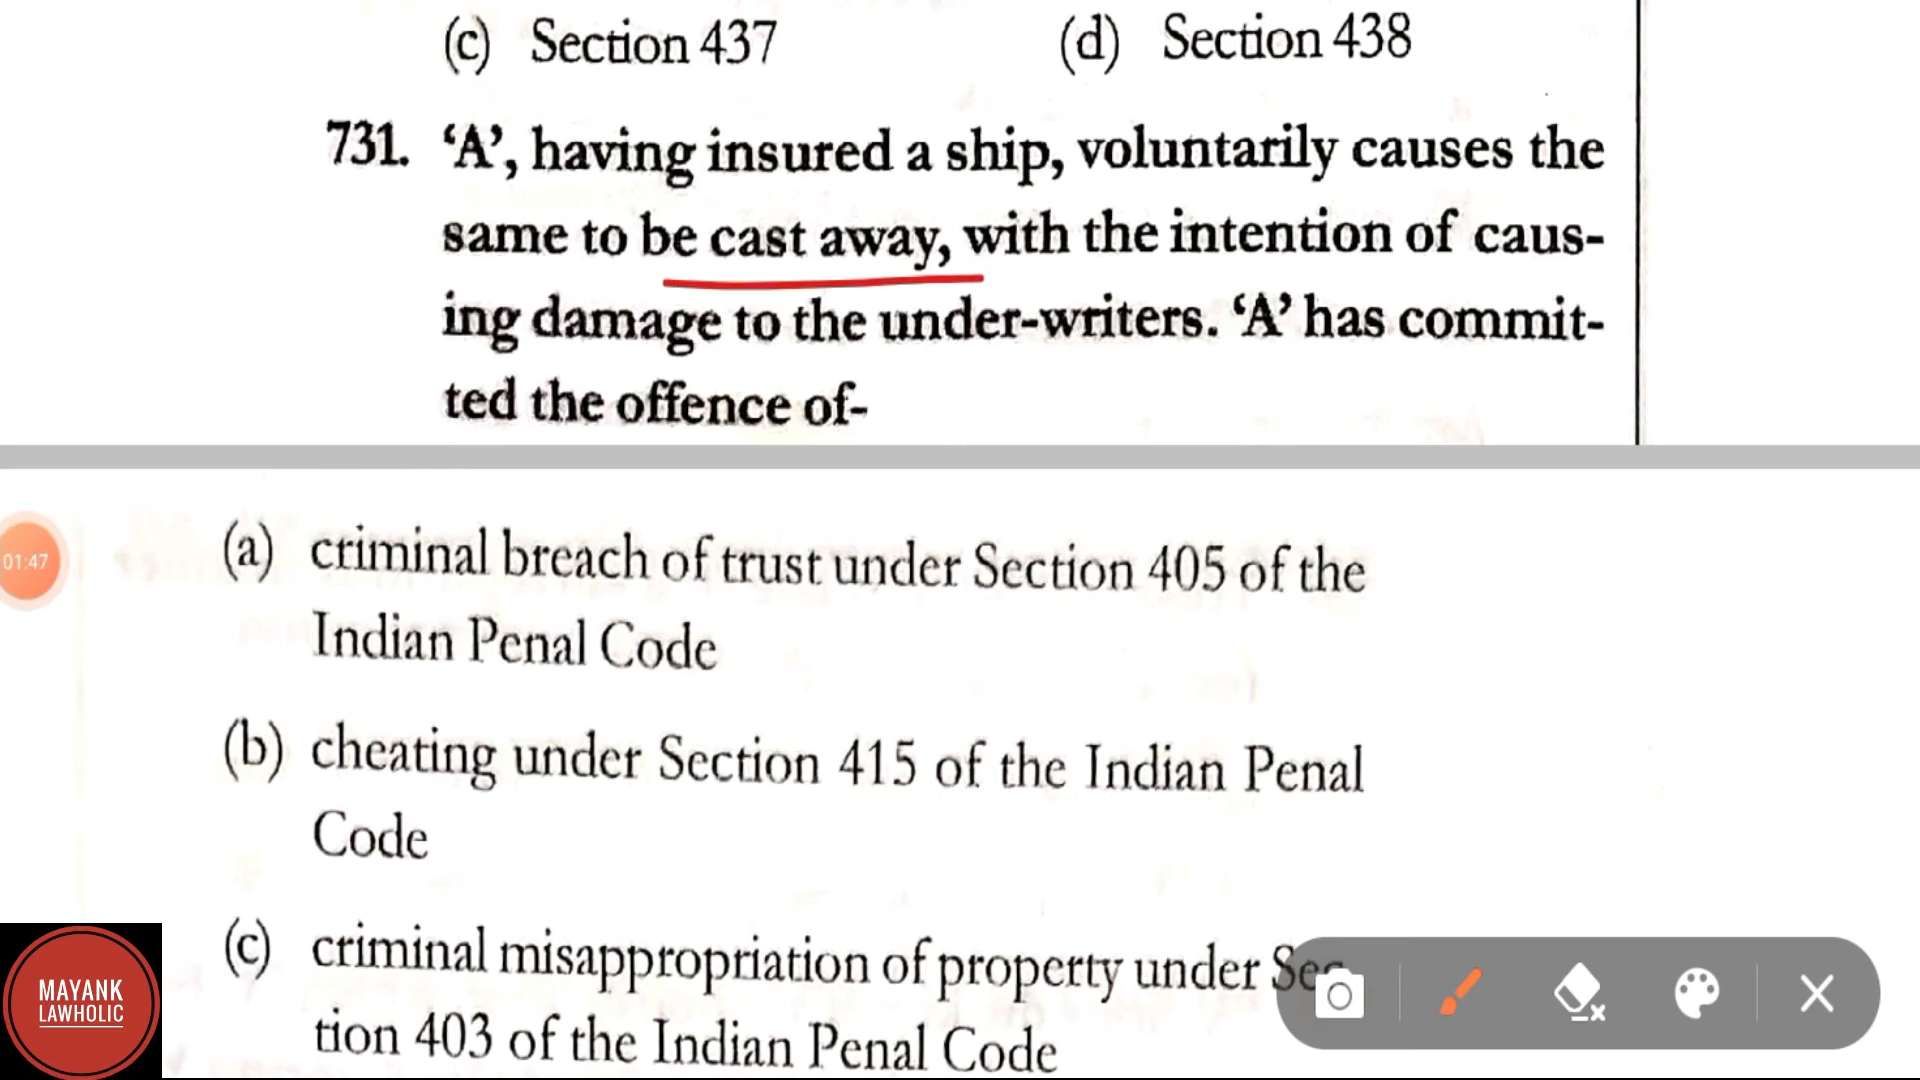 (c) Section 437 (d) Section 438
731. ‘A’, having insured a ship, voluntarily causes the
same to be cast away, with the intention of caus-
ing damage to the under-writers. ‘A’ has commit-
ted the offence of-
(a) criminal breach of trust under Section 405 of the
Indian Penal Code
(b) cheating under Section 415 of the Indian Penal
Code
(c) criminal misappropriation of property under Sec-
tion 403 of the Indian Penal Code
01:47
MAYANK
LAWHOLIC